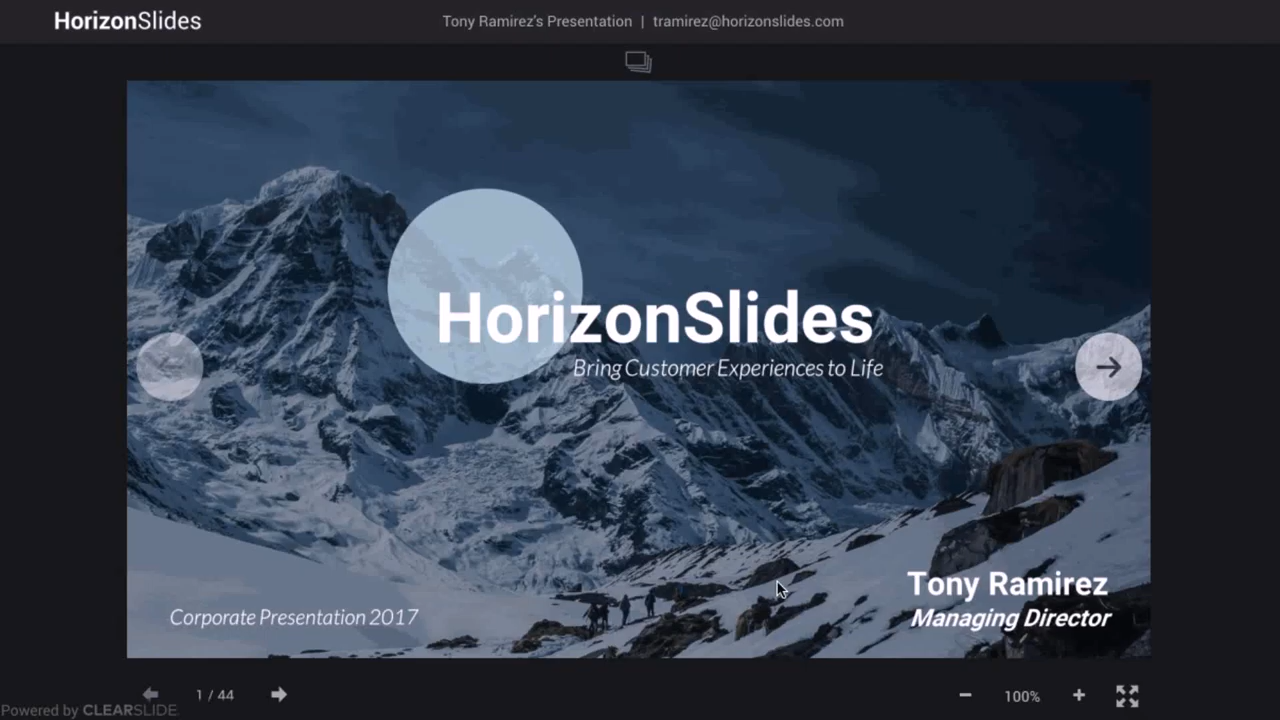 HorizonSlides
Tony Ramirez's Presentation | tramirez@horizonslides.com
HorizonSlides
Bring Customer Experiences to Life
Tony Ramirez
Managing Director
Corporate Presentation 2017
1 / 44
100%
Powered by CLEARSLIDE